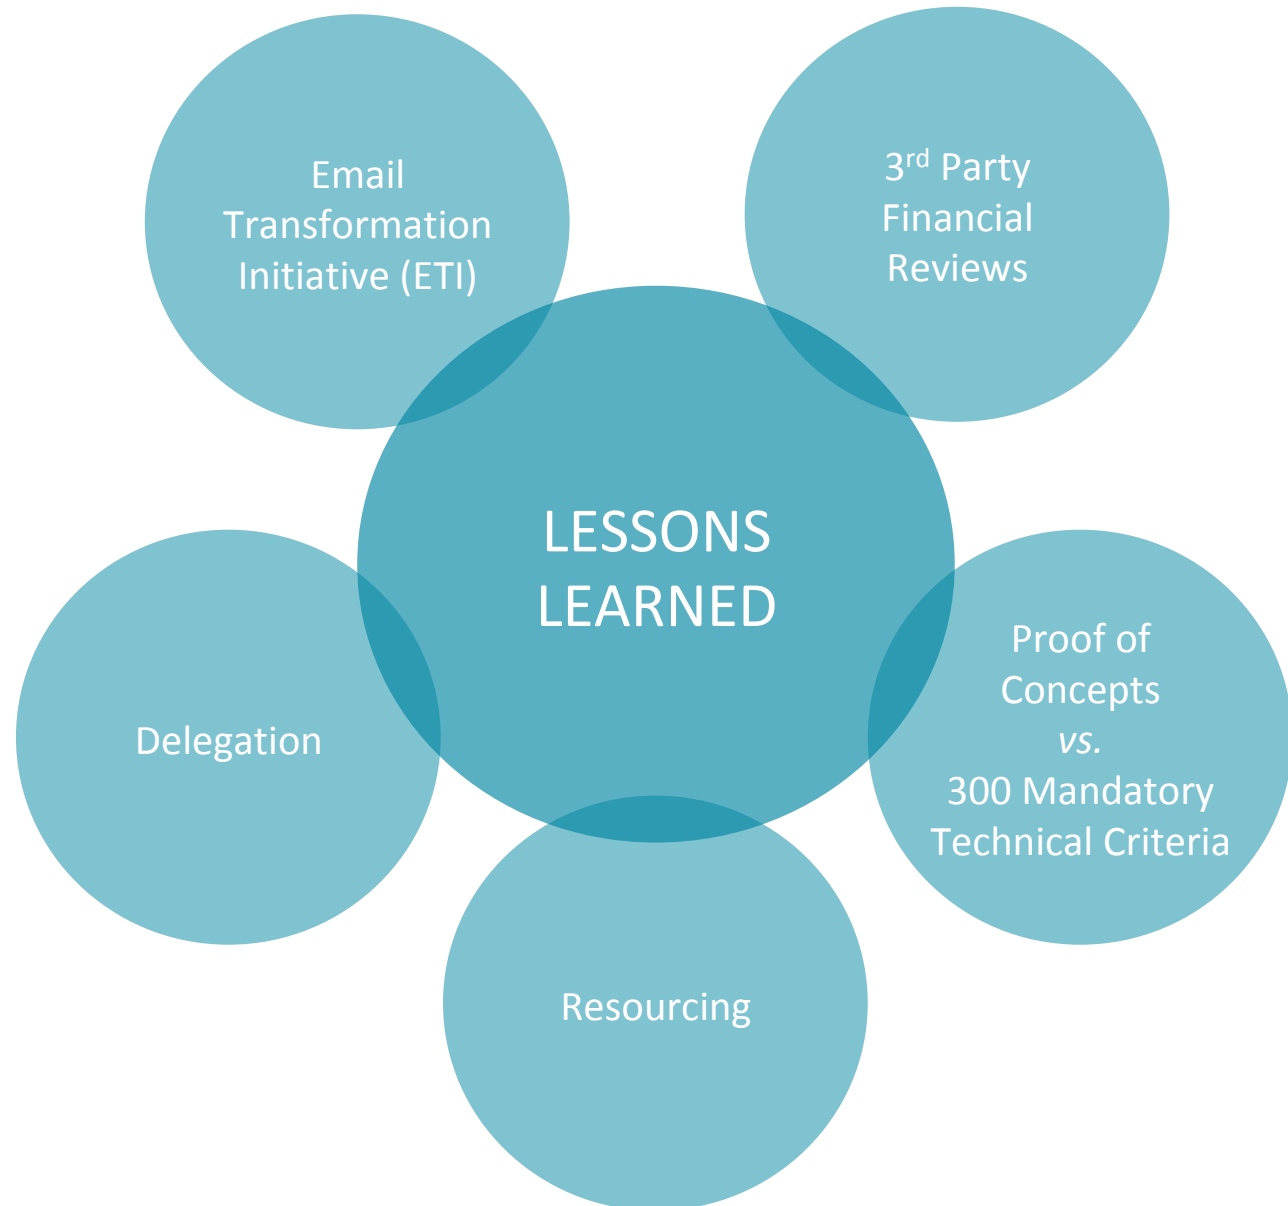 Email
Transformation
Initiative (ETI)
3rd Party
Financial
Reviews
LESSONS
LEARNED
Proof of
Concepts
vs.
300 Mandatory
Technical Criteria
Delegation
Resourcing